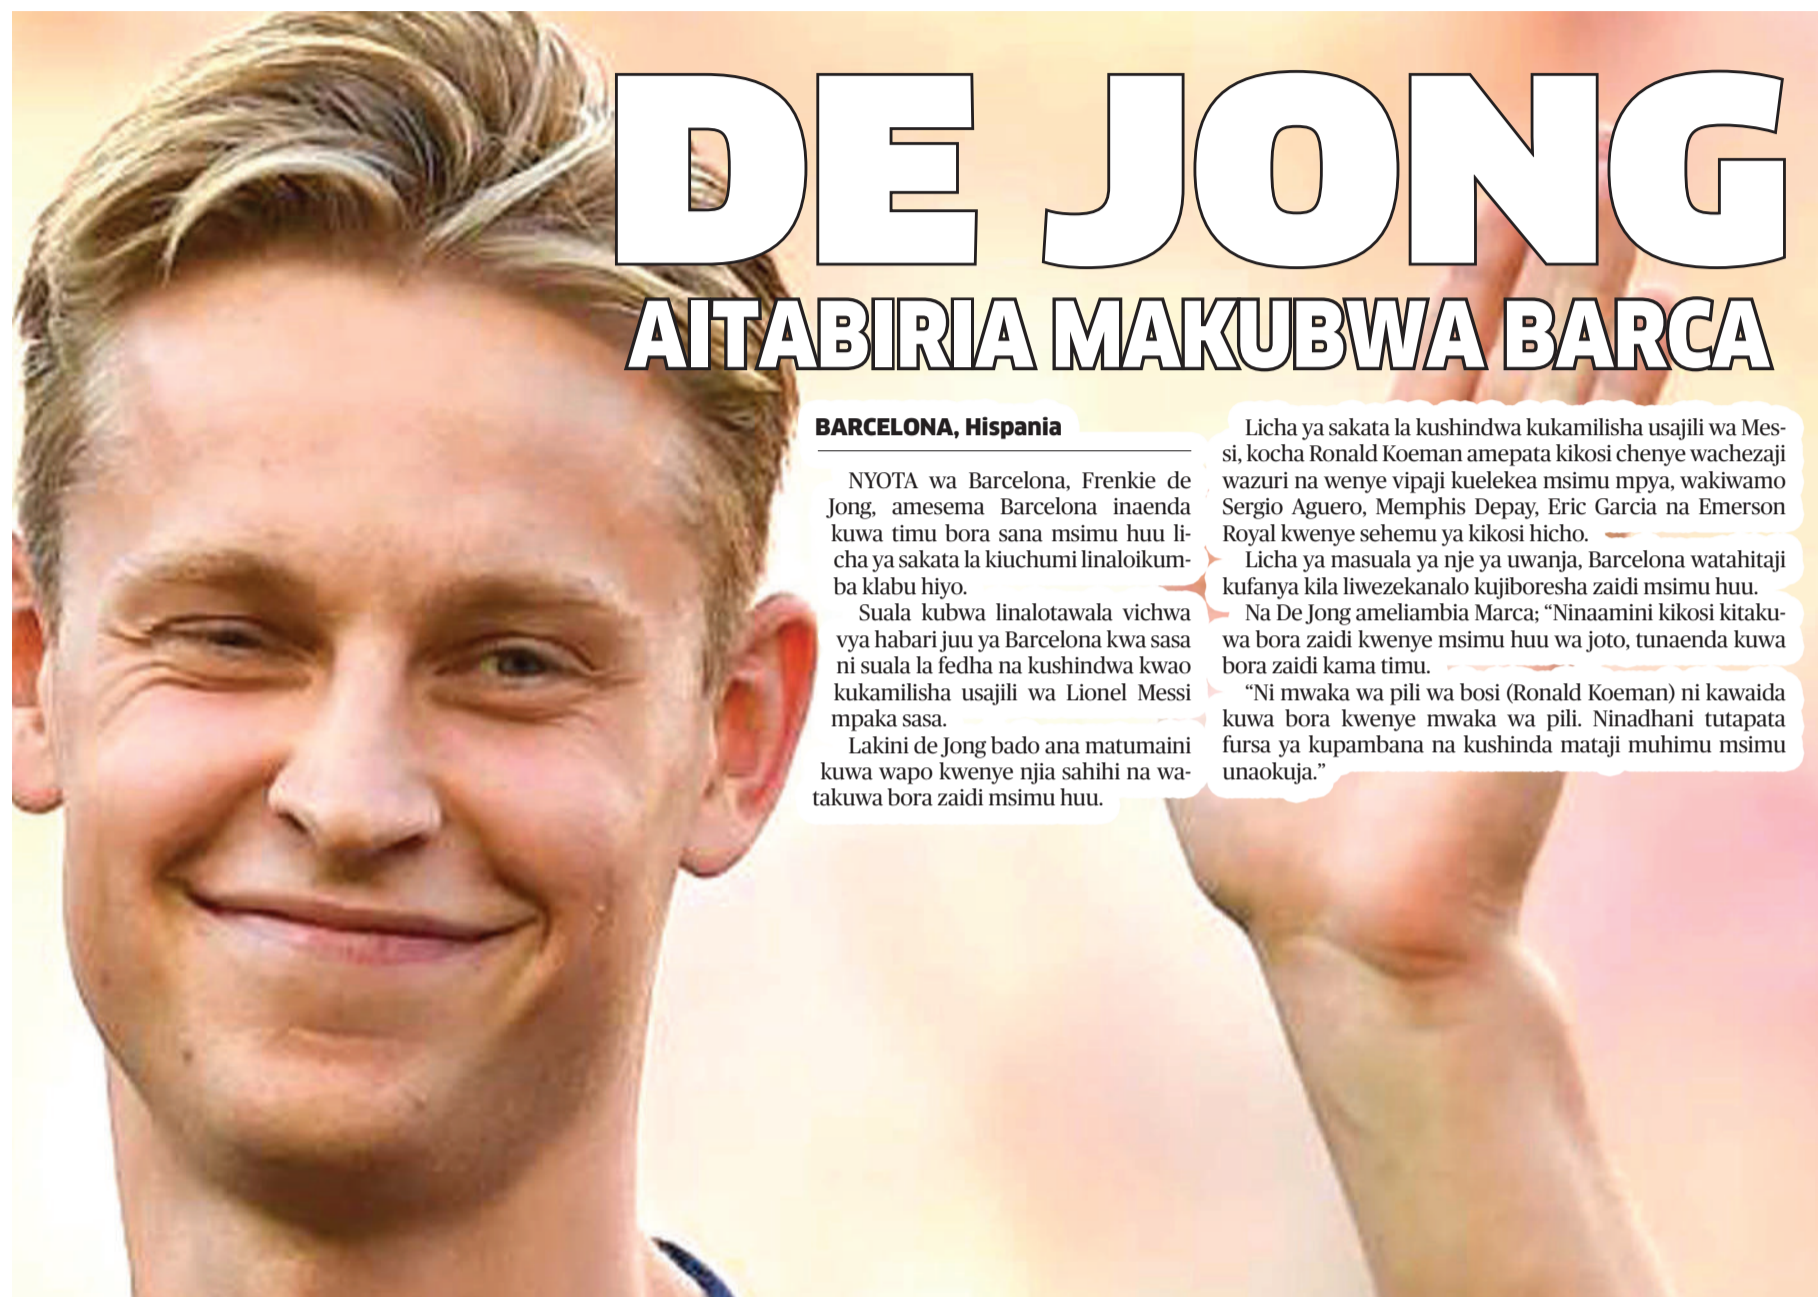 DE JONG
AITABIRIA MAKUBWA BARCA
BARCELONA, Hispania
NYOTA wa Barcelona, Frenkie de
Jong, amesema Barcelona inaenda
kuwa timu bora sana msimu huu li-
cha ya sakata la kiuchumi linaloikum-
ba klabu hiyo.
Suala kubwa linalotawala vichwa
vya habari juu ya Barcelona kwa sasa
ni suala la fedha na kushindwa kwao
kukamilisha usajili wa Lionel Messi
mpaka sasa.
Lakini de Jong bado ana matumaini
kuwa wapo kwenye njia sahihi na wa-
takuwa bora zaidi msimu huu.
Licha ya sakata la kushindwa kukamilisha usajili wa Mes-
si, kocha Ronald Koeman amepata kikosi chenye wachezaji
wazuri na wenye vipaji kuelekea msimu mpya, wakiwamo
Sergio Aguero, Memphis Depay, Eric Garcia na Emerson
Royal kwenye sehemu ya kikosi hicho.
Licha ya masuala ya nje ya uwanja, Barcelona watahitaji
kufanya kila liwezekanalo kujiboresha zaidi msimu huu.
Na De Jong ameliambia Marca; “Ninaamini kikosi kitaku-
wa bora zaidi kwenye msimu huu wa joto, tunaenda kuwa
bora zaidi kama timu.
“Ni mwaka wa pili wa bosi (Ronald Koeman) ni kawaida
kuwa bora kwenye mwaka wa pili. Ninadhani tutapata
fursa ya kupambana na kushinda mataji muhimu msimu
unaokuja.”